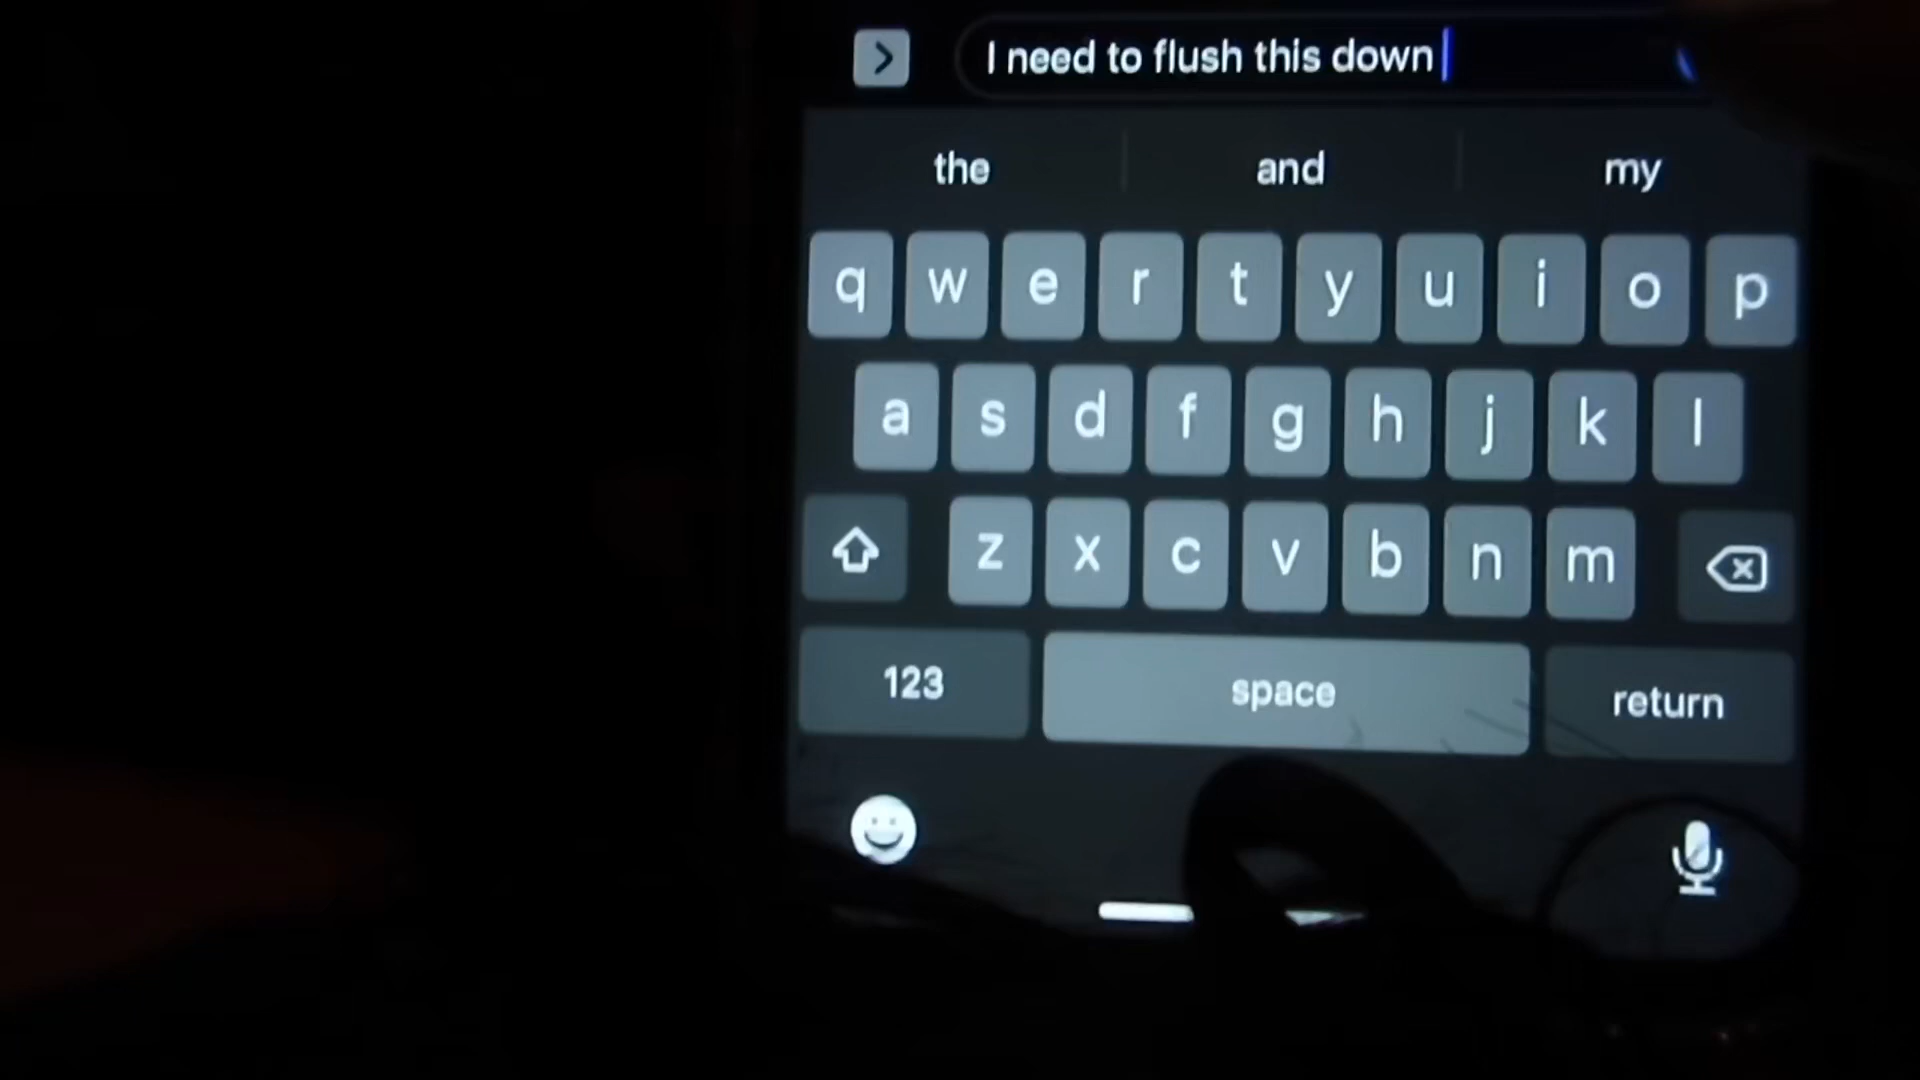 I need to flush this down
the and my
q w e r t y u i o p
a s d f g h j k l
z x c v b n m
123 space return